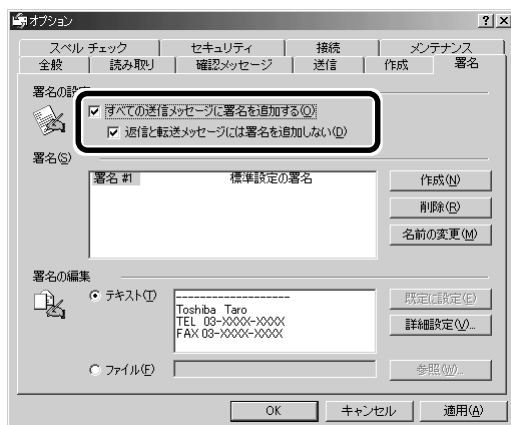 オプション
スペル チェック セキュリティ 接続 メンテナンス
全般 読み取り 確認メッセージ 送信 作成 署名
署名の設定
すべての送信メッセージに署名を追加する(O)
返信と転送メッセージには署名を追加しない(D)
署名(S)
署名 #1 標準設定の署名
作成(N)
削除(R)
名前の変更(M)
署名の編集
テキスト(T)
--------------------
Toshiba Taro
TEL 03-XXXX-XXXX
FAX 03-XXXX-XXXX
既定に設定(E)
詳細設定(V)...
ファイル(F)
参照(W)...
OK キャンセル 適用(A)